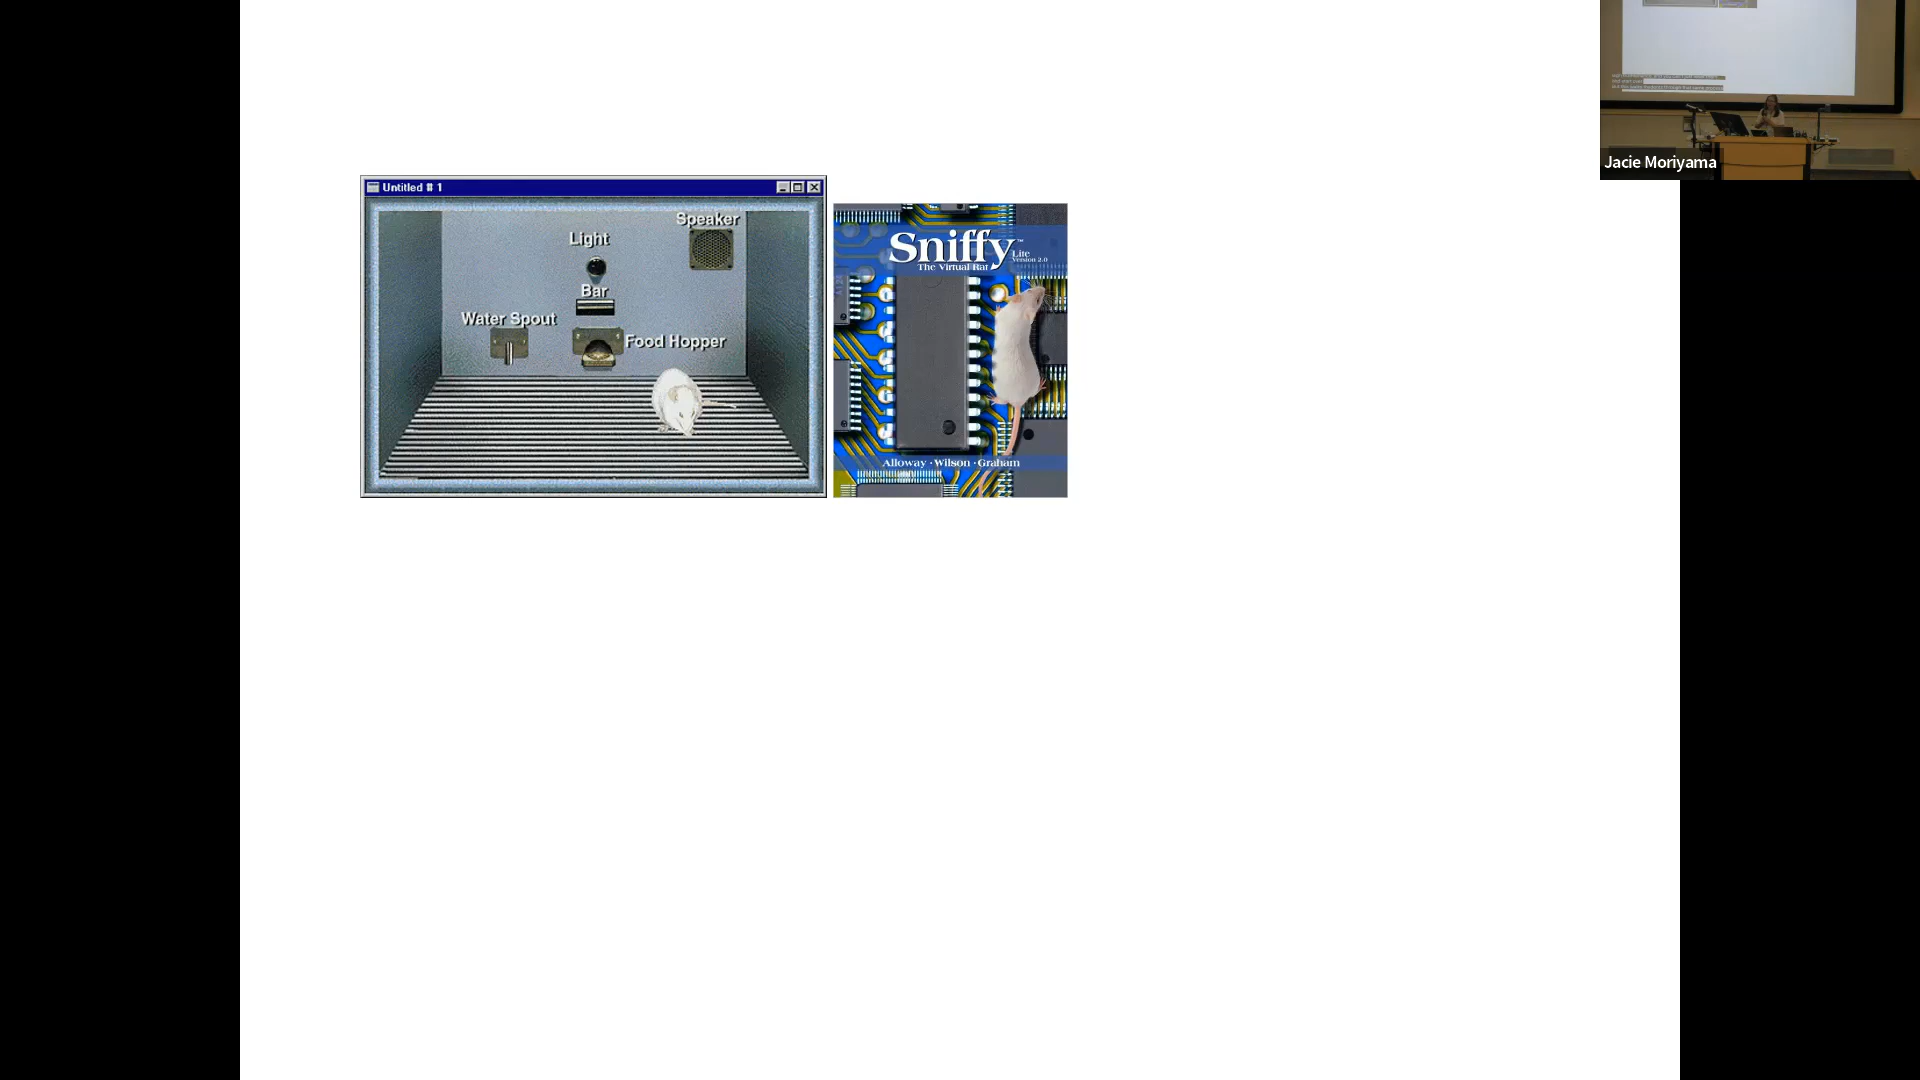 Untitled # 1
Speaker
Light
Bar
Water Spout
Food Hopper
Sniffy™
Lite
Version 2.0
The Virtual Rat
Alloway · Wilson · Graham
Jacie Moriyama